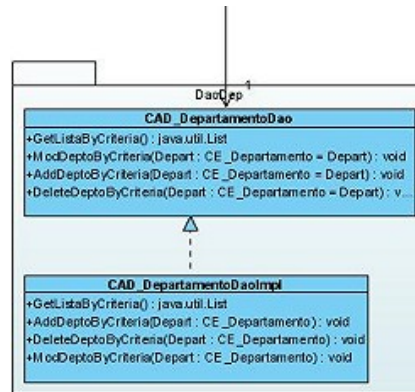 DaoDep 1
CAD_DepartamentoDao
+GetListaByCriteria() : java.util.List
+ModDeptoByCriteria(Depart : CE_Departamento = Depart) : void
+AddDeptoByCriteria(Depart : CE_Departamento = Depart) : void
+DeleteDeptoByCriteria(Depart : CE_Departamento = Depart) : v...
CAD_DepartamentoDaoImpl
+GetListaByCriteria() : java.util.List
+AddDeptoByCriteria(Depart : CE_Departamento) : void
+DeleteDeptoByCriteria(Depart : CE_Departamento) : void
+ModDeptoByCriteria(Depart : CE_Departamento) : void